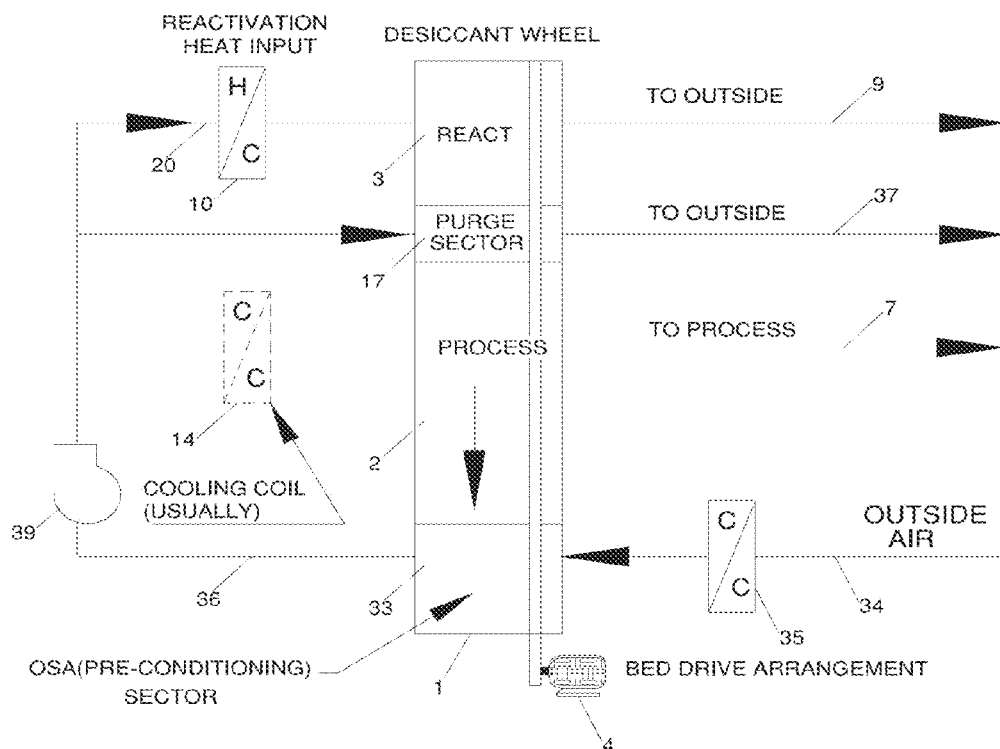 REACTIVATION
HEAT INPUT
DESICCANT WHEEL
H
C
20
10
REACT
3
TO OUTSIDE
9
PURGE
SECTOR
17
TO OUTSIDE
37
C
C
14
PROCESS
2
TO PROCESS
7
COOLING COIL
(USUALLY)
39
36
33
C
C
35
OUTSIDE
AIR
34
OSA(PRE-CONDITIONING)
SECTOR
1
BED DRIVE ARRANGEMENT
4